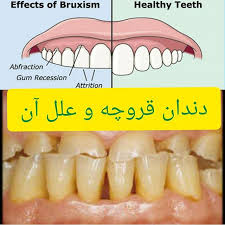 Effects of Bruxism
Healthy Teeth
Abfraction
Gum Recession
Attrition
دندان قروچه و علل آن